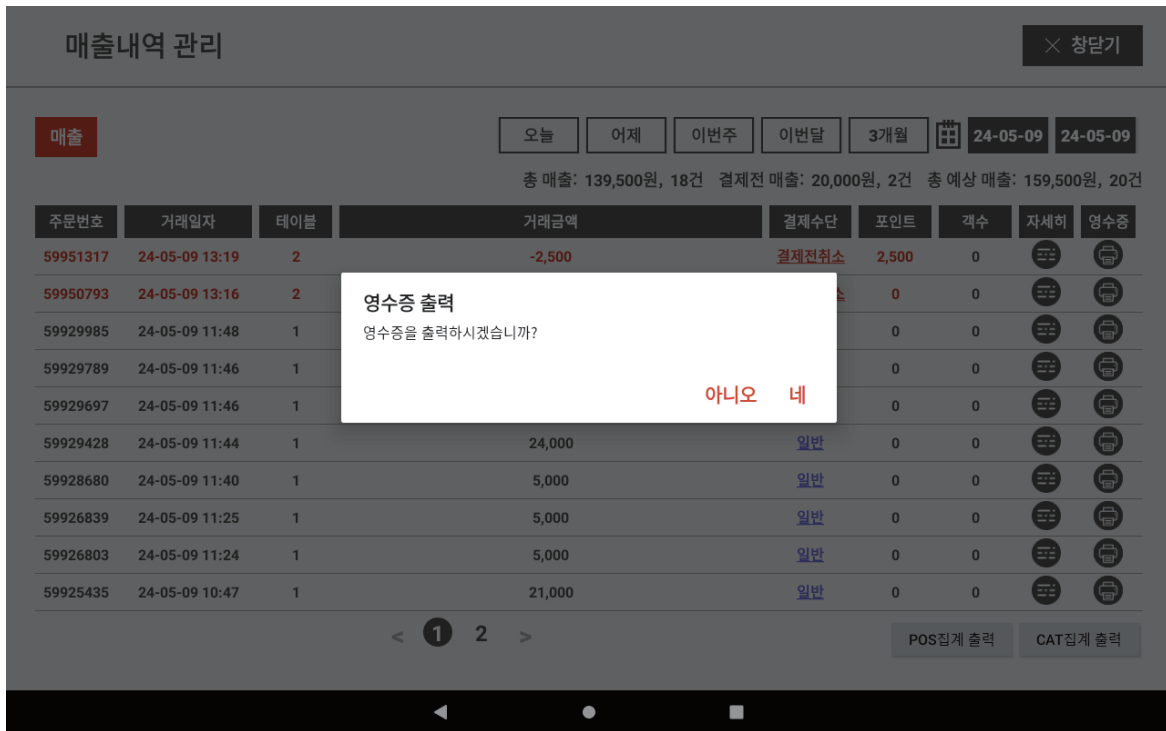 매출내역 관리
창닫기
매출
오늘 어제 이번주 이번달 3개월 24-05-09 24-05-09
총 매출: 139,500원, 18건 결제전 매출: 20,000원, 2건 총 예상 매출: 159,500원, 20건
주문번호 거래일자 테이블 거래금액 결제수단 포인트 객수 자세히 영수증
59951317 24-05-09 13:19 2 -2,500 결제전취소 2,500 0
59950793 24-05-09 13:16 2 0 0
59929985 24-05-09 11:48 1 0 0
59929789 24-05-09 11:46 1 0 0
59929697 24-05-09 11:46 1 0 0
59929428 24-05-09 11:44 1 24,000 일반 0 0
59928680 24-05-09 11:40 1 5,000 일반 0 0
59926839 24-05-09 11:25 1 5,000 일반 0 0
59926803 24-05-09 11:24 1 5,000 일반 0 0
59925435 24-05-09 10:47 1 21,000 일반 0 0
영수증 출력
영수증을 출력하시겠습니까?
아니오 네
< 1 2 >
POS집계 출력 CAT집계 출력